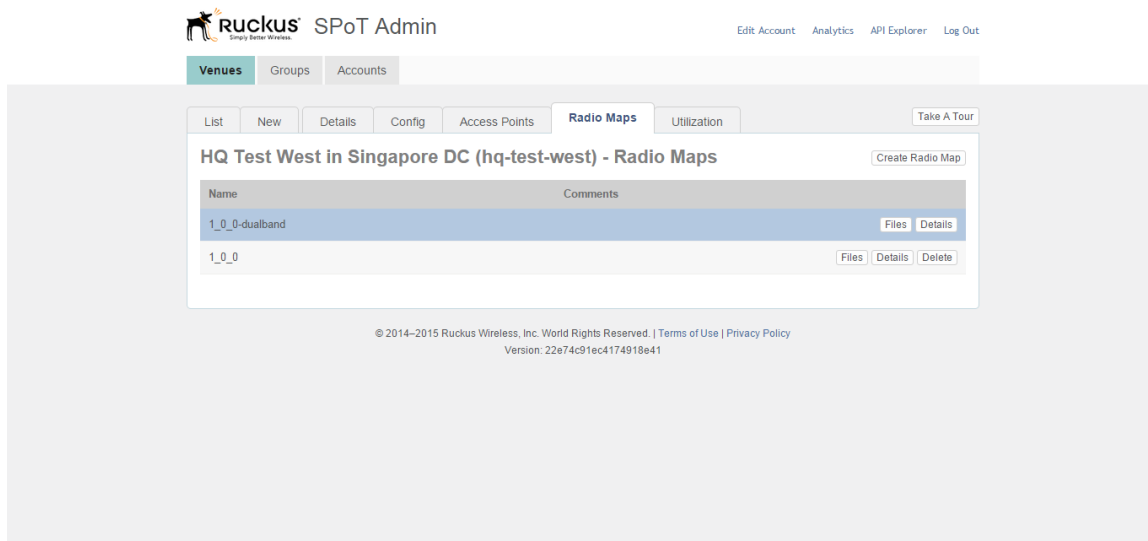 Ruckus SPoT Admin
Simply Better Wireless.
Edit Account Analytics API Explorer Log Out
Venues Groups Accounts
List New Details Config Access Points Radio Maps Utilization Take A Tour
HQ Test West in Singapore DC (hq-test-west) - Radio Maps Create Radio Map
Name Comments
1_0_0-dualband Files Details
1_0_0 Files Details Delete
© 2014–2015 Ruckus Wireless, Inc. World Rights Reserved. | Terms of Use | Privacy Policy
Version: 22e74c91ec4174918e41